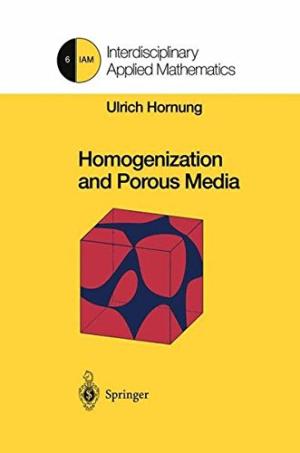 6 IAM
Interdisciplinary
Applied Mathematics
Ulrich Hornung
Homogenization
and Porous Media
Springer